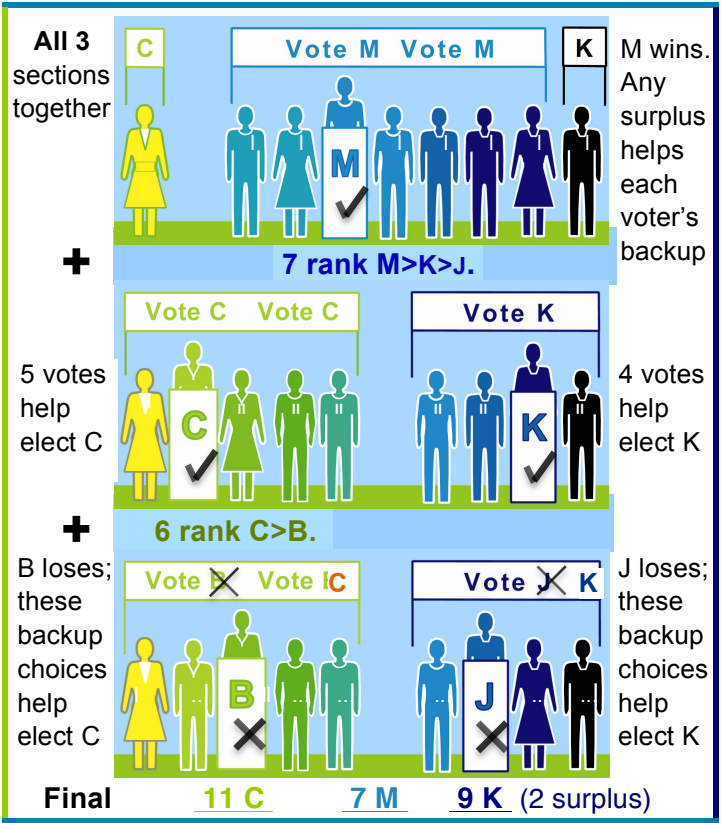 All 3
sections
together
C
Vote M Vote M
K
M
M wins.
Any
surplus
helps
each
voter's
backup
+
7 rank M>K>J.
Vote C Vote C
Vote K
5 votes
help
elect C
C
K
4 votes
help
elect K
+
6 rank C>B.
B loses;
these
backup
choices
help
elect C
Vote B Vote B C
Vote J K
B
J
J loses;
these
backup
choices
help
elect K
Final 11 C 7 M 9 K (2 surplus)